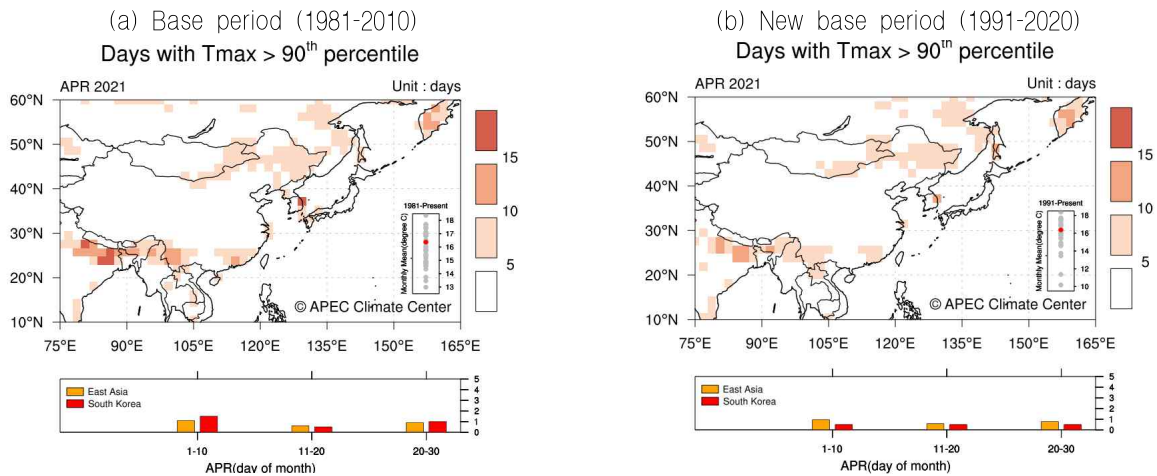 (a) Base period (1981-2010)
Days with Tmax > 90th percentile
APR 2021 Unit : days
60°N
50°N
40°N
30°N
20°N
10°N
75°E 90°E 105°E 120°E 135°E 150°E 165°E
15
10
5
1981-Present
Monthly Mean(degree C)
18
17
16
15
14
13
© APEC Climate Center
East Asia
South Korea
5
4
3
2
1
0
1-10 11-20 20-30
APR(day of month)
(b) New base period (1991-2020)
Days with Tmax > 90th percentile
APR 2021 Unit : days
60°N
50°N
40°N
30°N
20°N
10°N
75°E 90°E 105°E 120°E 135°E 150°E 165°E
15
10
5
1991-Present
Monthly Mean(degree C)
18
16
14
12
10
© APEC Climate Center
East Asia
South Korea
5
4
3
2
1
0
1-10 11-20 20-30
APR(day of month)